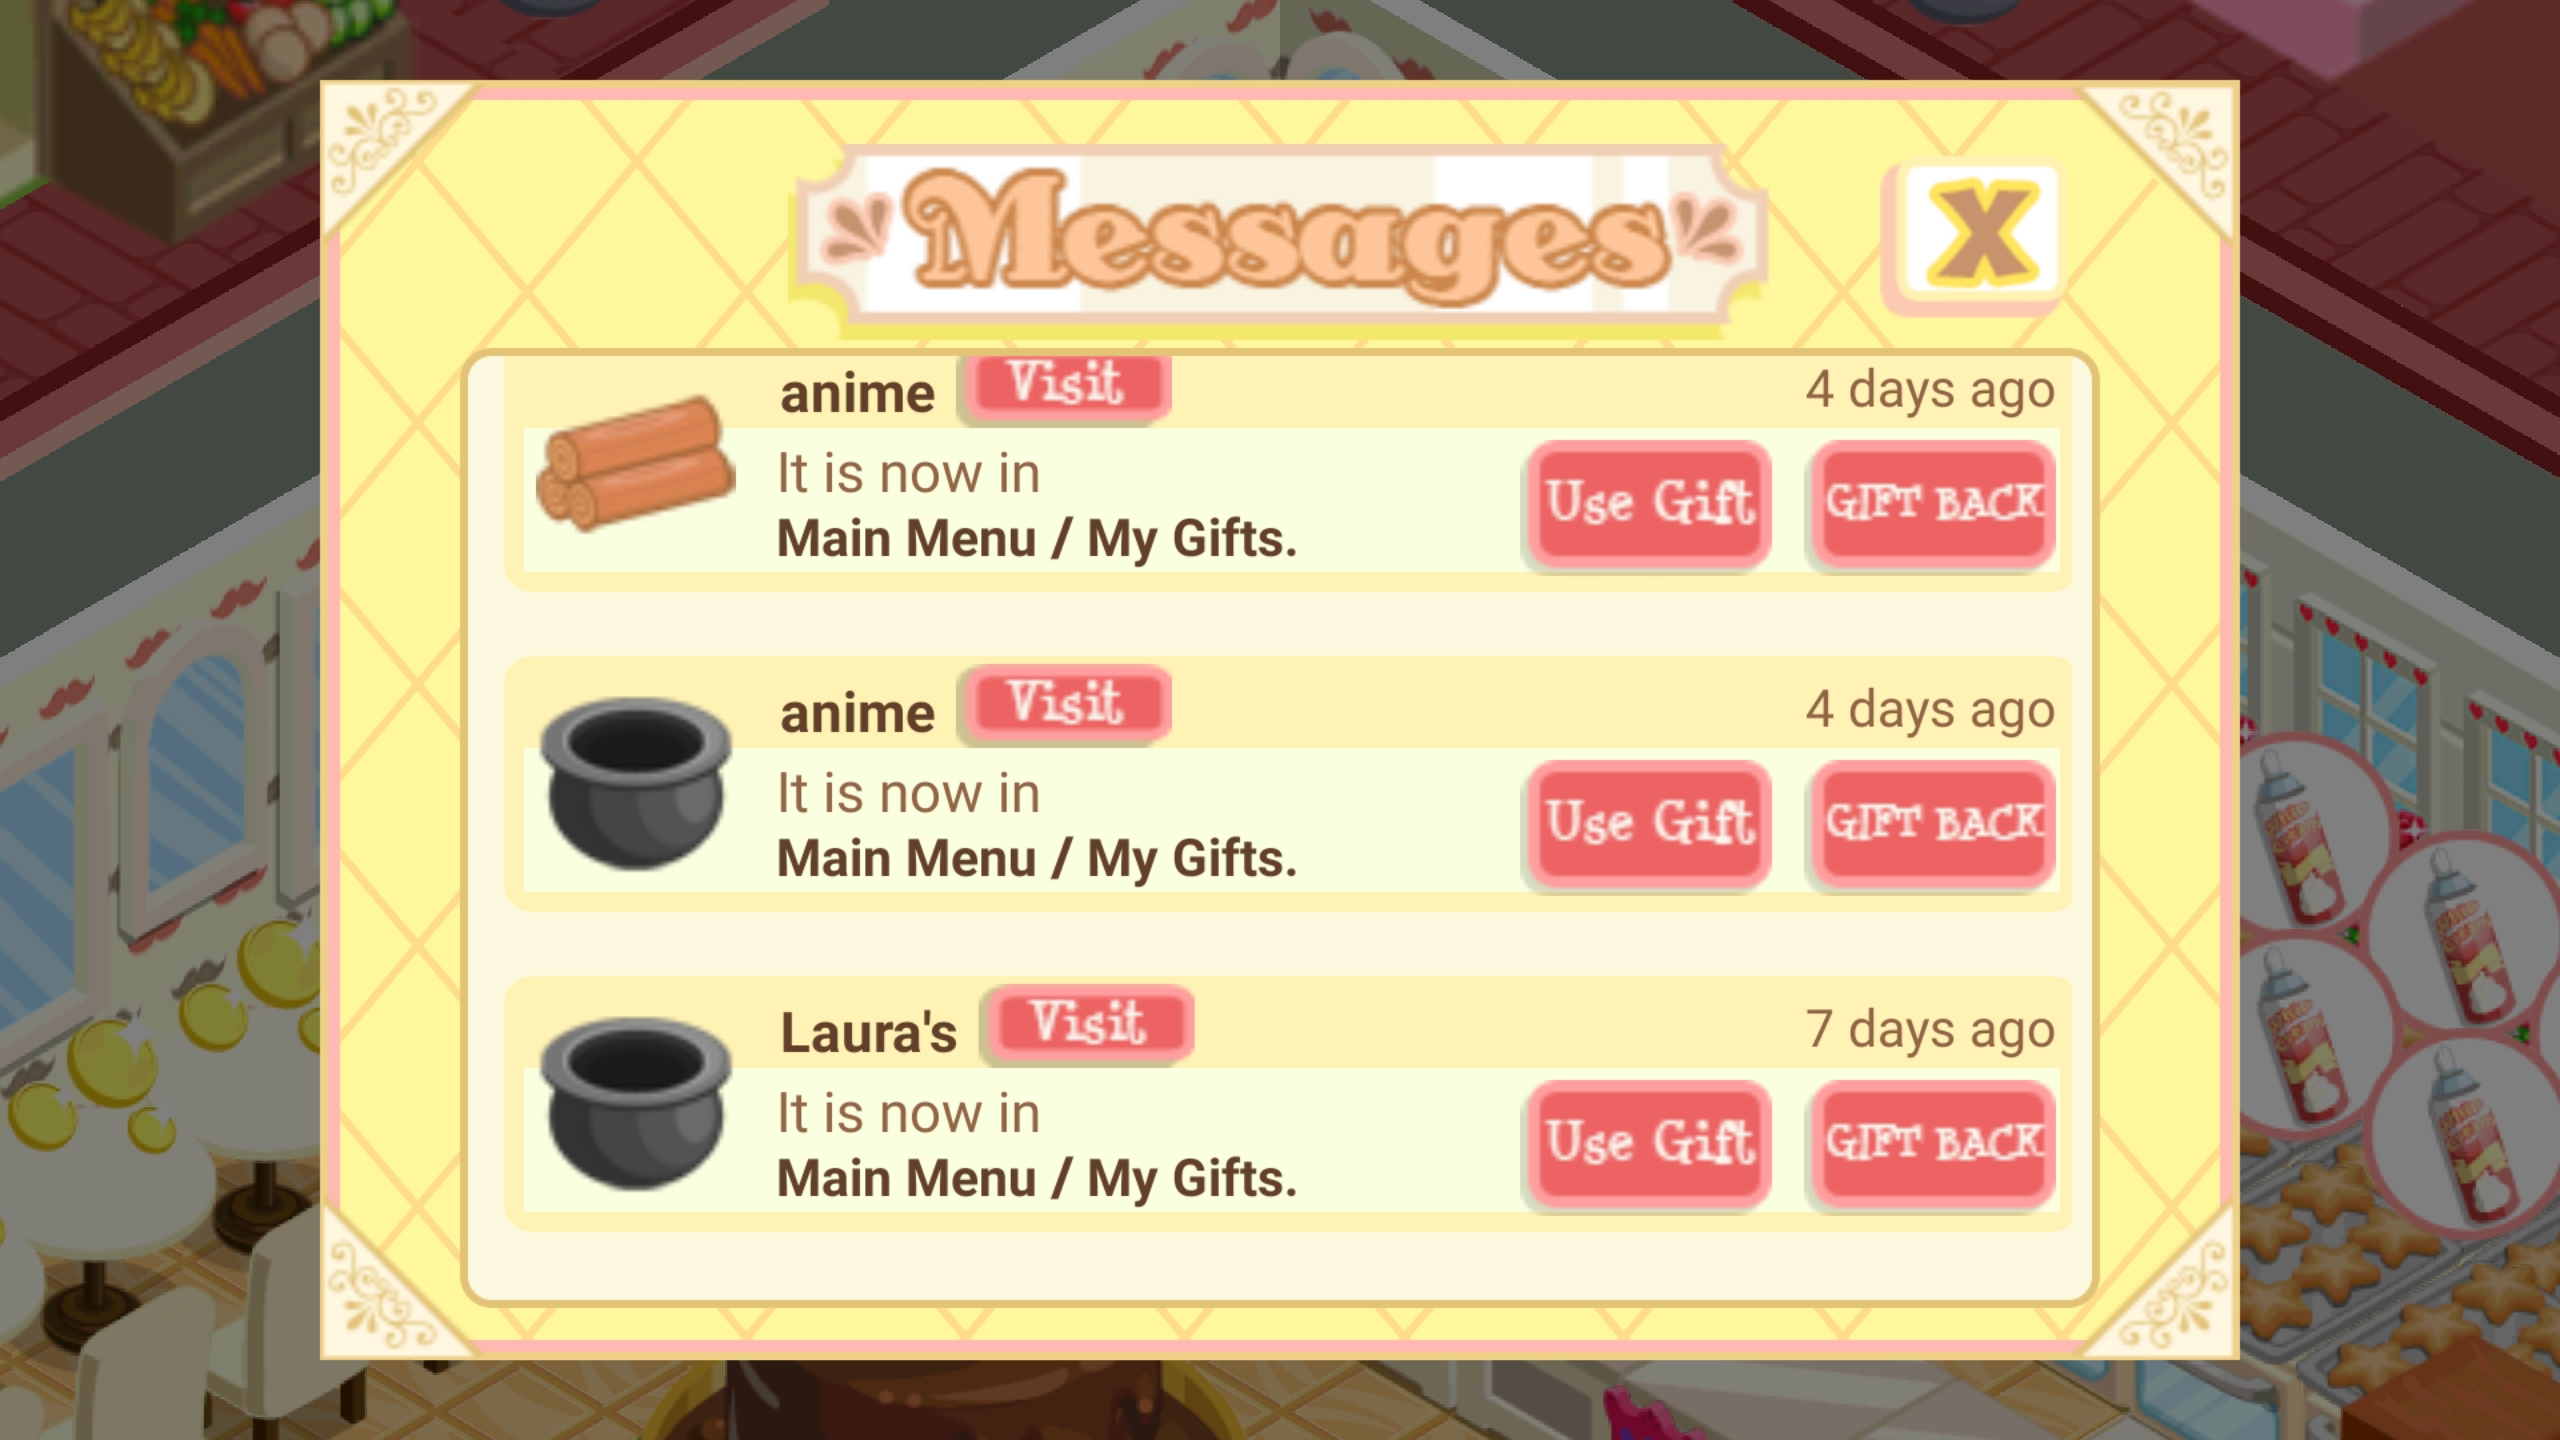 Messages
X
anime Visit 4 days ago
It is now in
Main Menu / My Gifts.
Use Gift GIFT BACK
anime Visit 4 days ago
It is now in
Main Menu / My Gifts.
Use Gift GIFT BACK
Laura's Visit 7 days ago
It is now in
Main Menu / My Gifts.
Use Gift GIFT BACK